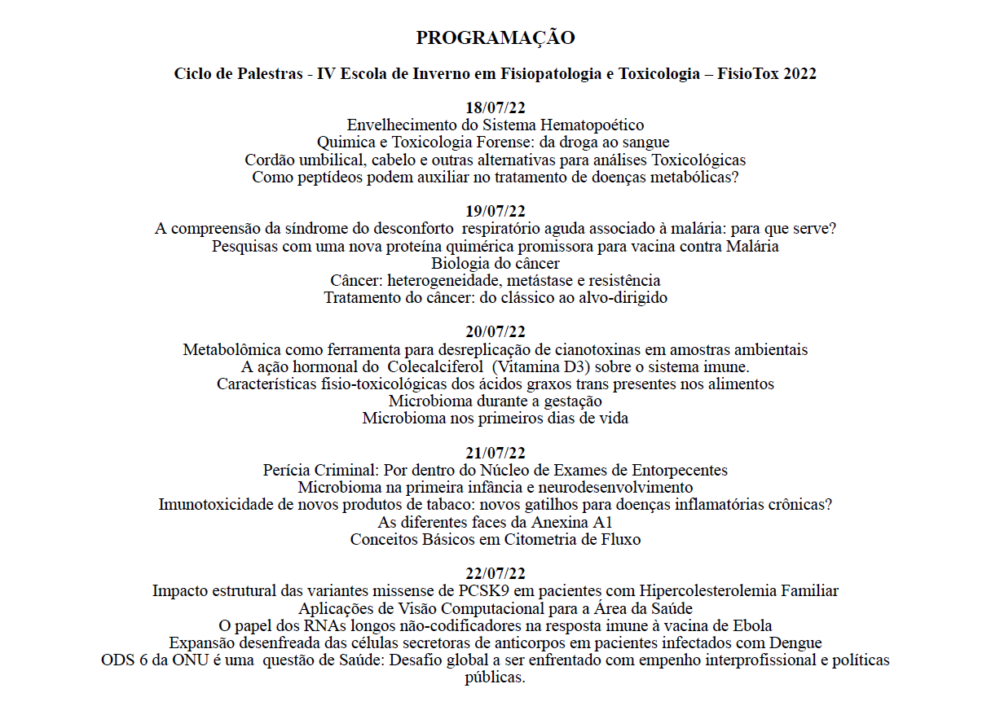 PROGRAMAÇÃO
Ciclo de Palestras - IV Escola de Inverno em Fisiopatologia e Toxicologia – FisioTox 2022
18/07/22
Envelhecimento do Sistema Hematopoético
Quimica e Toxicologia Forense: da droga ao sangue
Cordão umbilical, cabelo e outras alternativas para análises Toxicológicas
Como peptídeos podem auxiliar no tratamento de doenças metabólicas?
19/07/22
A compreensão da síndrome do desconforto  respiratório aguda associado à malária: para que serve?
Pesquisas com uma nova proteína quimérica promissora para vacina contra Malária
Biologia do câncer
Câncer: heterogeneidade, metástase e resistência
Tratamento do câncer: do clássico ao alvo-dirigido
20/07/22
Metabolômica como ferramenta para desreplicação de cianotoxinas em amostras ambientais
A ação hormonal do  Colecalciferol  (Vitamina D3) sobre o sistema imune.
Características fisio-toxicológicas dos ácidos graxos trans presentes nos alimentos
Microbioma durante a gestação
Microbioma nos primeiros dias de vida
21/07/22
Perícia Criminal: Por dentro do Núcleo de Exames de Entorpecentes
Microbioma na primeira infância e neurodesenvolvimento
Imunotoxicidade de novos produtos de tabaco: novos gatilhos para doenças inflamatórias crônicas?
As diferentes faces da Anexina A1
Conceitos Básicos em Citometria de Fluxo
22/07/22
Impacto estrutural das variantes missense de PCSK9 em pacientes com Hipercolesterolemia Familiar
Aplicações de Visão Computacional para a Área da Saúde
O papel dos RNAs longos não-codificadores na resposta imune à vacina de Ebola
Expansão desenfreada das células secretoras de anticorpos em pacientes infectados com Dengue
ODS 6 da ONU é uma  questão de Saúde: Desafio global a ser enfrentado com empenho interprofissional e políticas
públicas.